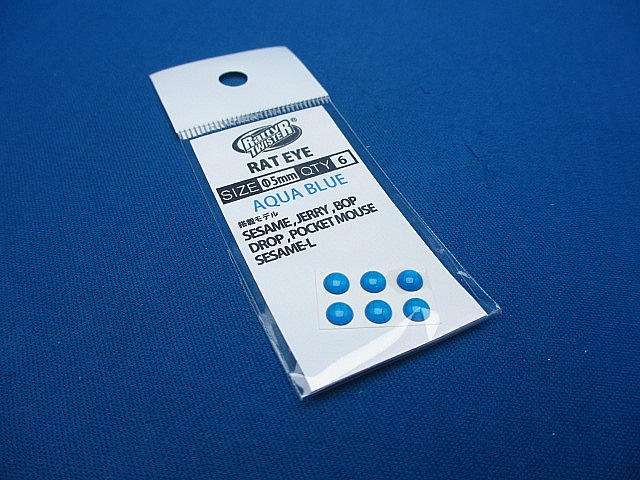 RattyR®
TWISTER
RAT EYE
SIZE Φ5mm QTY 6
AQUA BLUE
搭載モデル
SESAME ,JERRY ,BOP
DROP ,POCKET MOUSE
SESAME-L